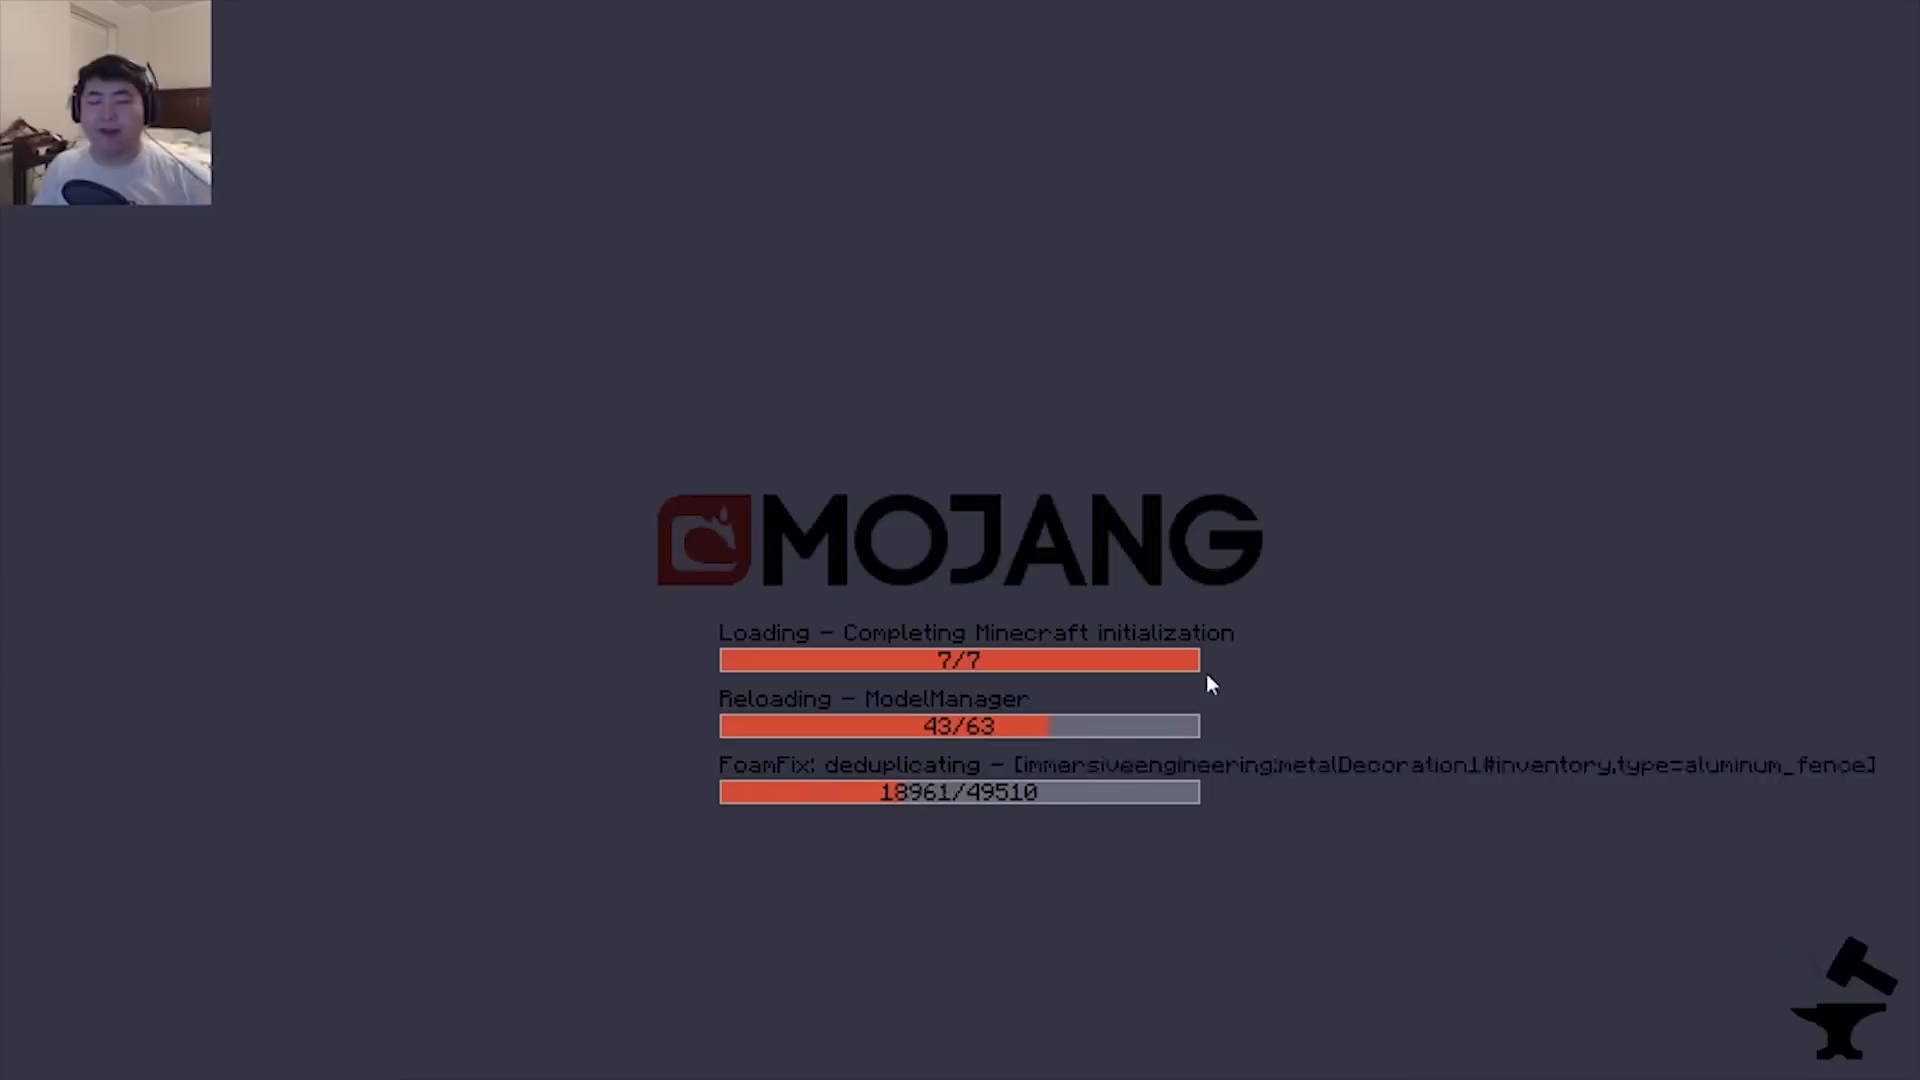 MOJANG
Loading - Completing Minecraft initialization
7/7
Reloading - ModelManager
43/63
FoamFix: deduplicating - [immersiveengineering:metalDecoration1#inventory,type=aluminum_fence]
18961/49510